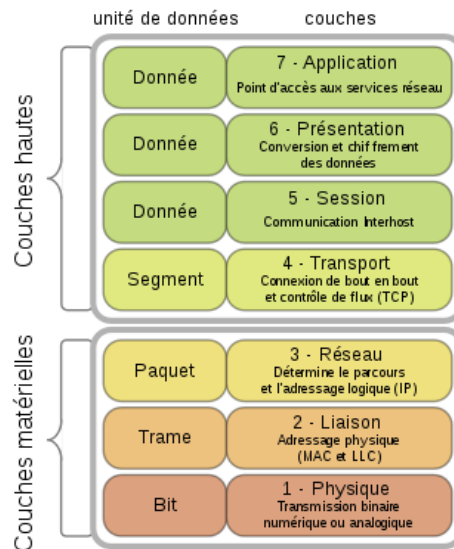 unité de données
couches
Couches hautes
Donnée
7 - Application
Point d'accès aux services réseau
Donnée
6 - Présentation
Conversion et chiffrement
des données
Donnée
5 - Session
Communication Interhost
Segment
4 - Transport
Connexion de bout en bout
et contrôle de flux (TCP)
Couches matérielles
Paquet
3 - Réseau
Détermine le parcours
et l'adressage logique (IP)
Trame
2 - Liaison
Adressage physique
(MAC et LLC)
Bit
1 - Physique
Transmission binaire
numérique ou analogique